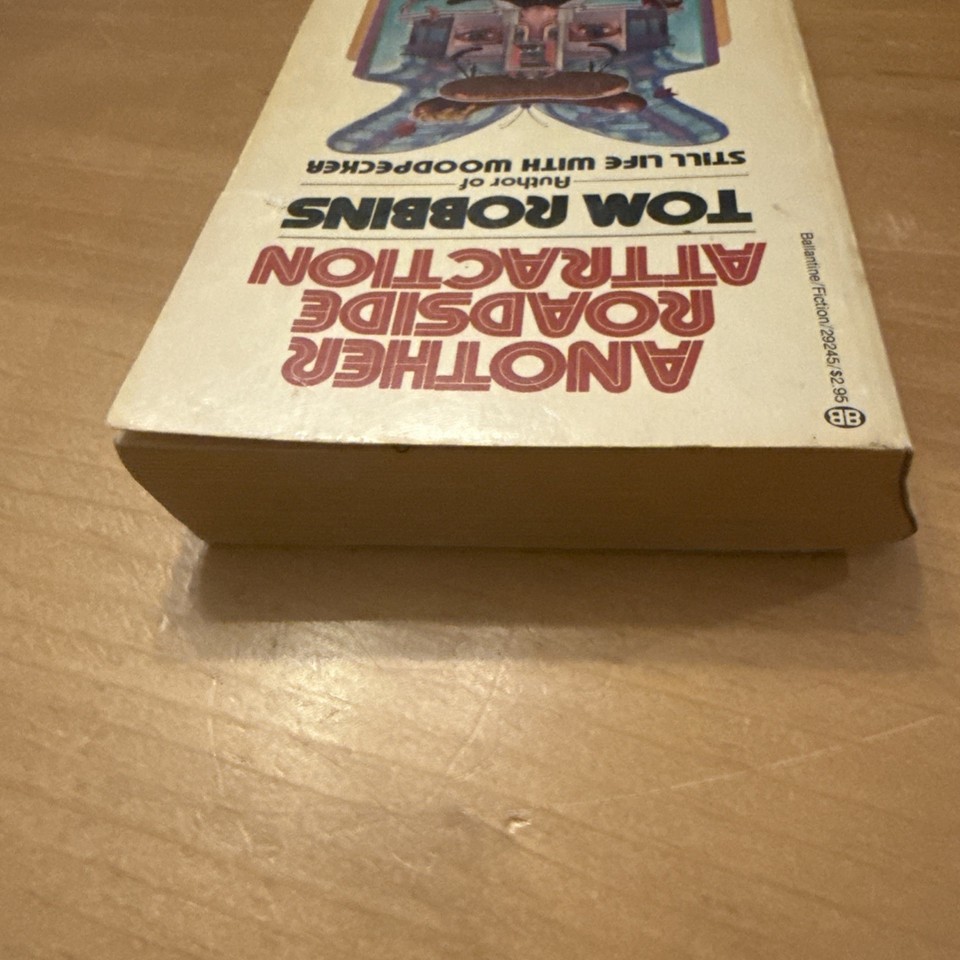 ANOTHER
ROADSIDE
ATTRACTION
TOM ROBBINS
Author of
STILL LIFE WITH WOODPECKER
BB
Ballantine/Fiction/29245/$2.95